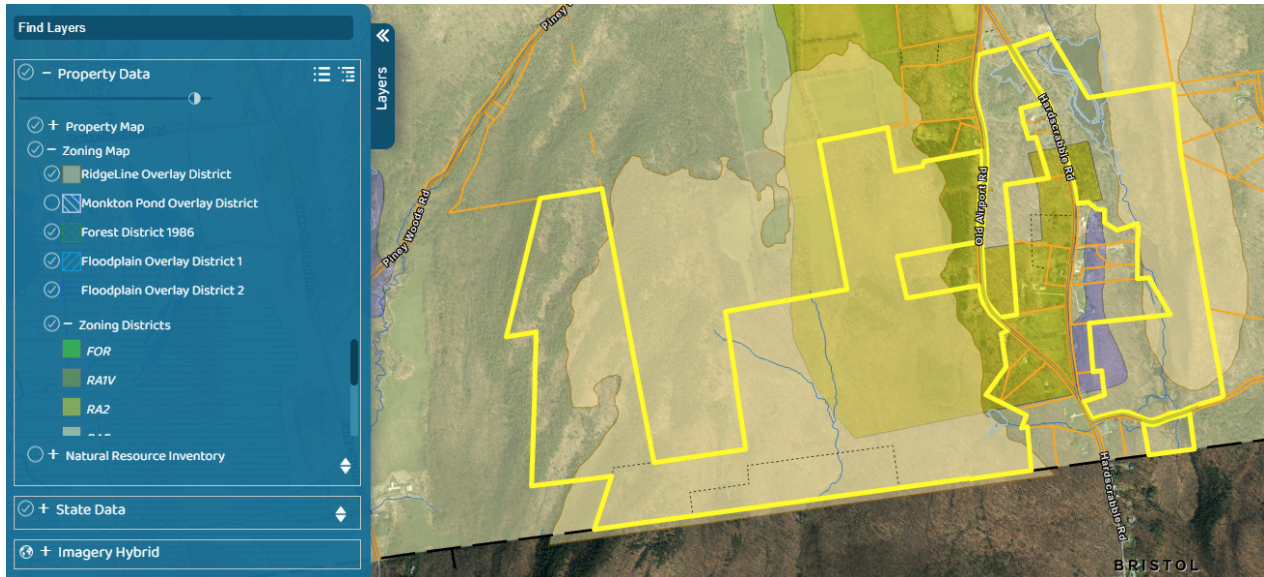 Find Layers
Property Data
Property Map
Zoning Map
RidgeLine Overlay District
Monkton Pond Overlay District
Forest District 1986
Floodplain Overlay District 1
Floodplain Overlay District 2
Zoning Districts
FOR
RA1V
RA2
Natural Resource Inventory
State Data
Imagery Hybrid
Layers
Piney Woods Rd
Old Airport Rd
Hardscrabble Rd
Hardscrabble Rd
BRISTOL